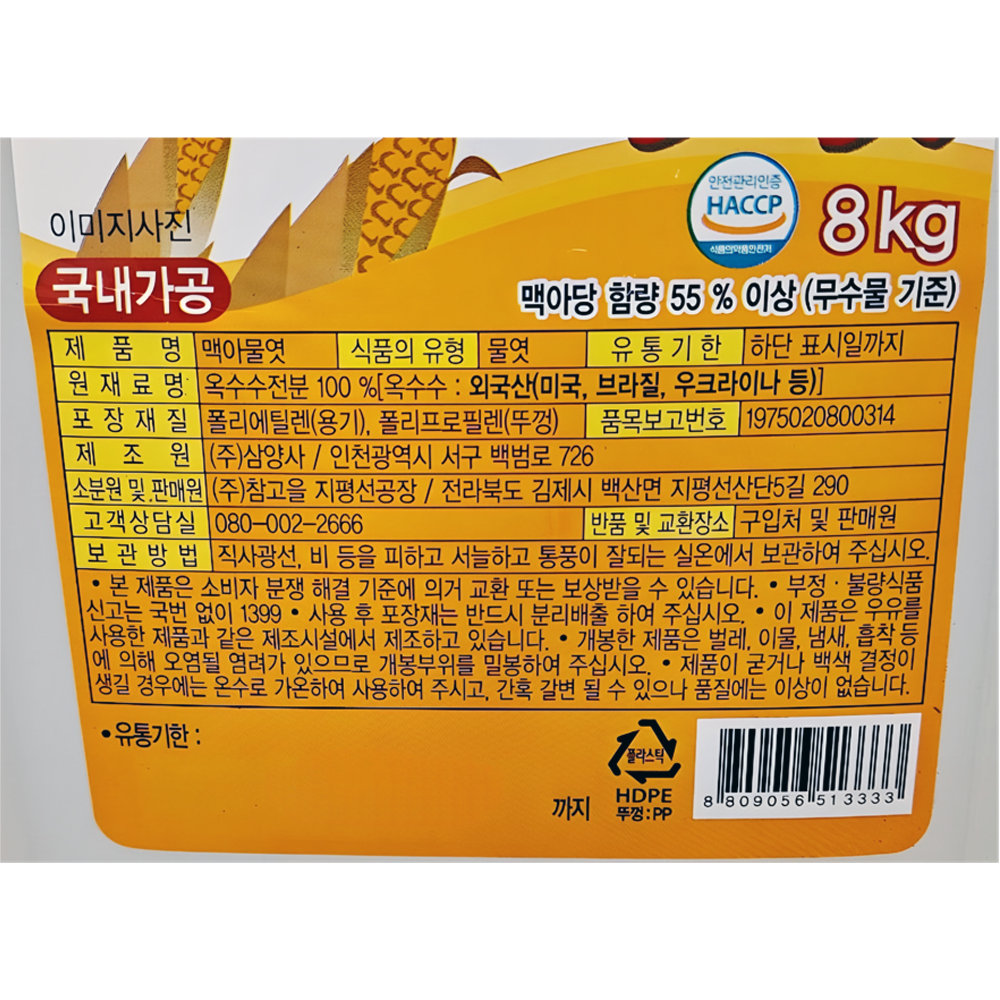 이미지사진
안전관리인증
HACCP
식품의약품안전처
8kg
국내가공
맥아당 함량 55 % 이상 (무수물 기준)
제 품 명 맥아물엿 식품의 유형 물엿 유 통 기 한 하단 표시일까지
원 재 료 명 옥수수전분 100 %[옥수수 : 외국산(미국, 브라질, 우크라이나 등)]
포 장 재 질 폴리에틸렌(용기), 폴리프로필렌(뚜껑) 품목보고번호 1975020800314
제 조 원 (주)삼양사 / 인천광역시 서구 백범로 726
소분원 및 판매원 (주)참고을 지평선공장 / 전라북도 김제시 백산면 지평선산단5길 290
고객상담실 080-002-2666 반품 및 교환장소 구입처 및 판매원
보 관 방 법 직사광선, 비 등을 피하고 서늘하고 통풍이 잘되는 실온에서 보관하여 주십시오.
• 본 제품은 소비자 분쟁 해결 기준에 의거 교환 또는 보상받을 수 있습니다. • 부정 · 불량식품
신고는 국번 없이 1399 • 사용 후 포장재는 반드시 분리배출 하여 주십시오. • 이 제품은 우유를
사용한 제품과 같은 제조시설에서 제조하고 있습니다. • 개봉한 제품은 벌레, 이물, 냄새, 흡착 등
에 의해 오염될 염려가 있으므로 개봉부위를 밀봉하여 주십시오. • 제품이 굳거나 백색 결정이
생길 경우에는 온수로 가온하여 사용하여 주시고, 간혹 갈변 될 수 있으나 품질에는 이상이 없습니다.
• 유통기한 :
까지
플라스틱
HDPE
뚜껑:PP
8 809056 513333